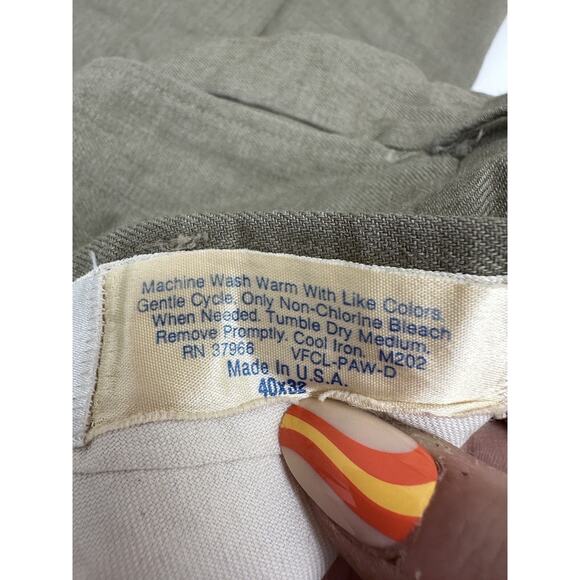 Machine Wash Warm With Like Colors.
Gentle Cycle. Only Non-Chlorine Bleach
When Needed. Tumble Dry Medium,
Remove Promptly. Cool Iron. M202
RN 37966 VFCL-PAW-D
Made In U.S.A.
40x32